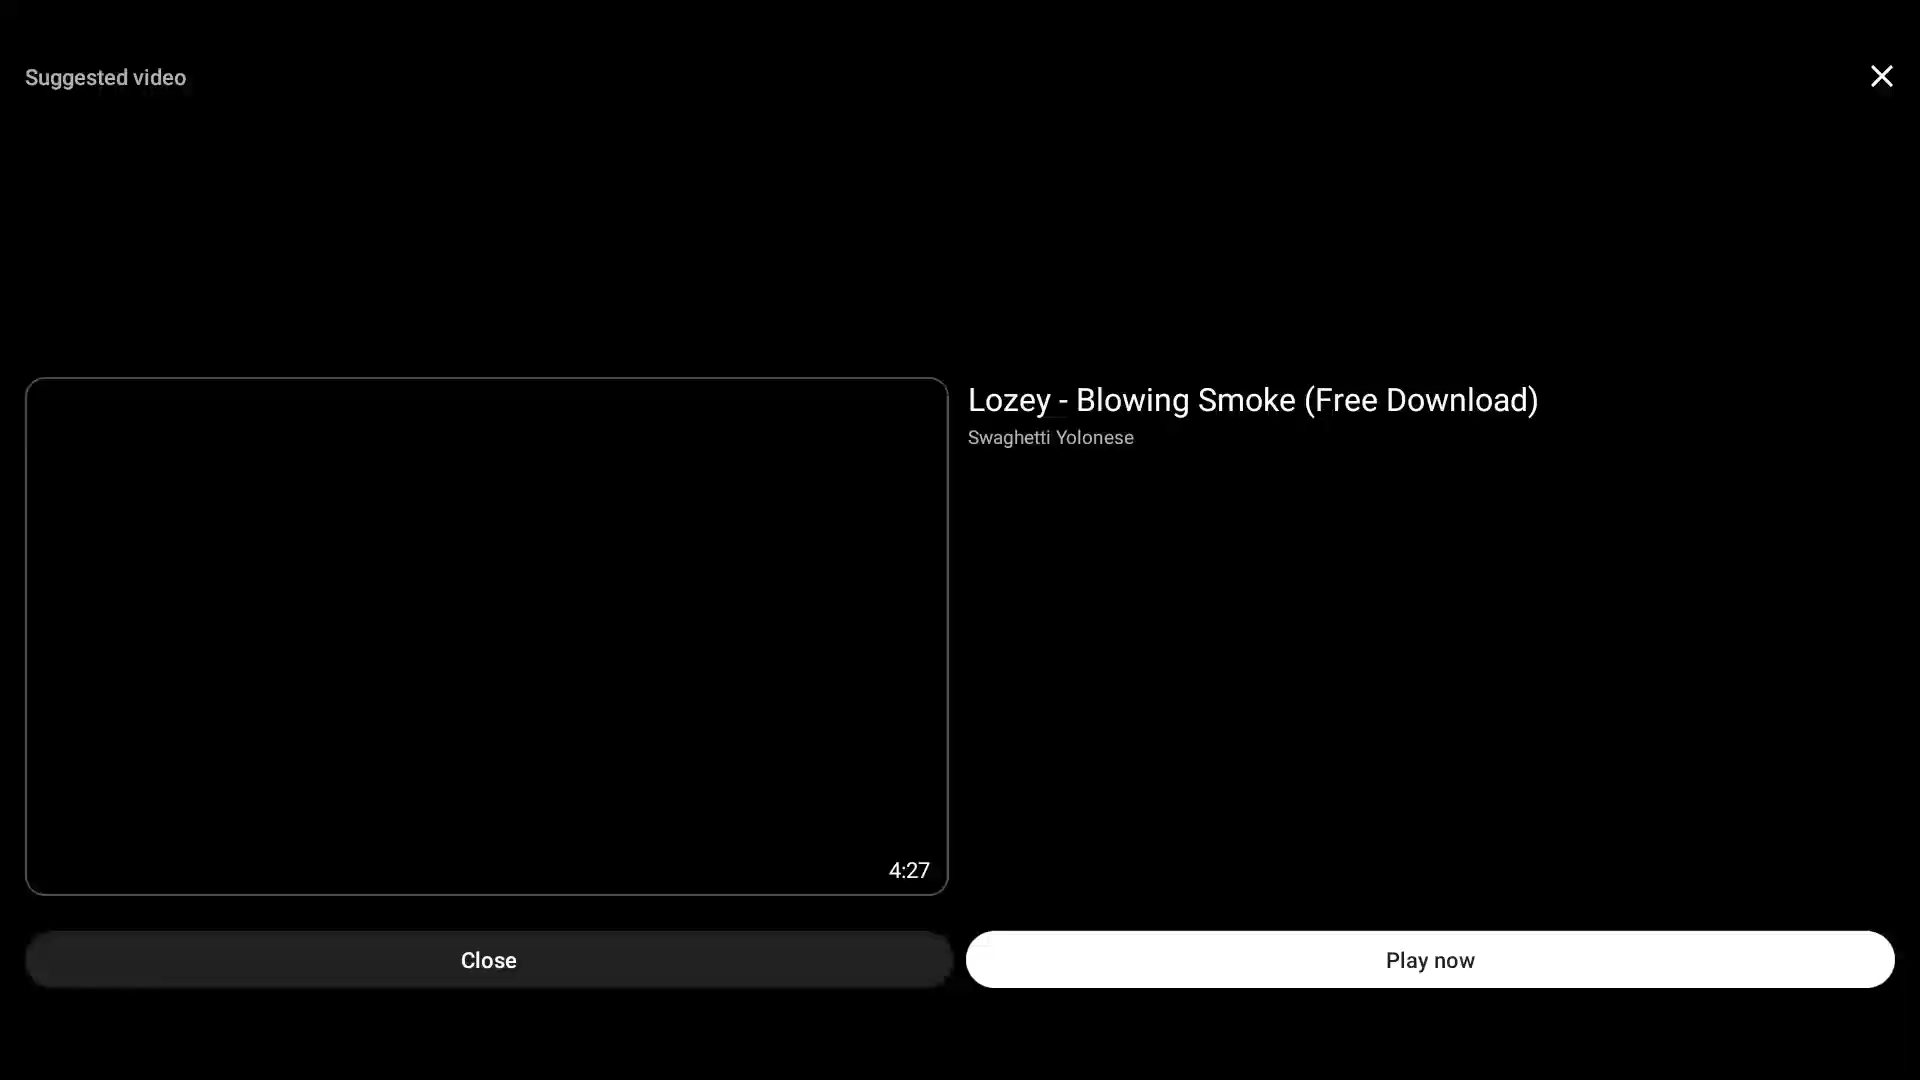 Suggested video
Lozey - Blowing Smoke (Free Download)
Swaghetti Yolonese
4:27
Close
Play now